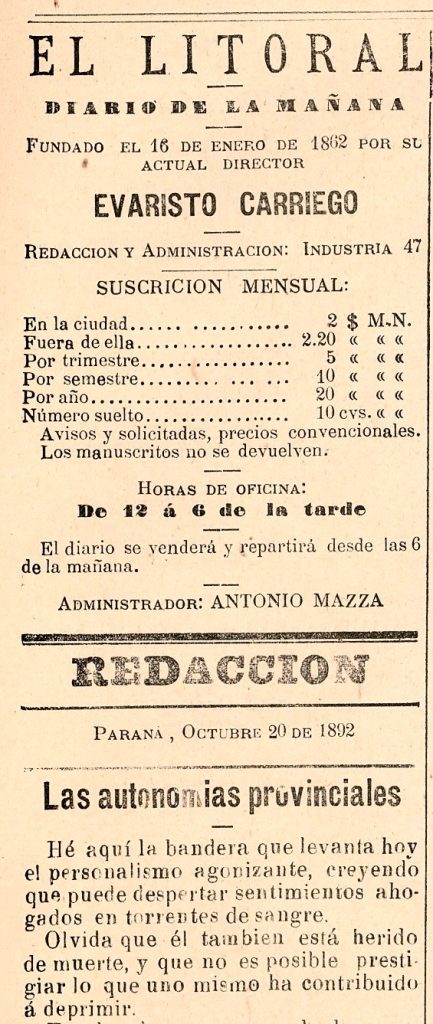 EL LITORAL
DIARIO DE LA MAÑANA
FUNDADO EL 16 DE ENERO DE 1862 POR SU
ACTUAL DIRECTOR
EVARISTO CARRIEGO
REDACCION Y ADMINISTRACION: INDUSTRIA 47
SUSCRICION MENSUAL:
En la ciudad...... ............ 2 $ M.N.
Fuera de ella.................. 2.20 « « «
Por trimestre.................. 5 « « «
Por semestre......... ... ... 10 « « «
Por año........................ 20 « « «
Número suelto................. 10 cvs. « «
Avisos y solicitadas, precios convencionales.
Los manuscritos no se devuelven.
HORAS DE OFICINA:
De 12 á 6 de la tarde
El diario se venderá y repartirá desde las 6
de la mañana.
ADMINISTRADOR: ANTONIO MAZZA
REDACCION
PARANÁ , OCTUBRE 20 DE 1892
Las autonomias provinciales
Hé aquí la bandera que levanta hoy
el personalismo agonizante, creyendo
que puede despertar sentimientos aho-
gados en torrentes de sangre.
Olvida que él tambien está herido
de muerte, y que no es posible presti-
giar lo que uno mismo ha contribuido
á deprimir.